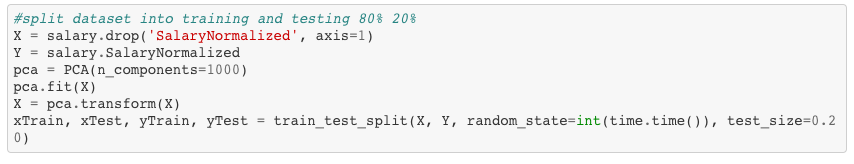 #split dataset into training and testing 80% 20%
X = salary.drop('SalaryNormalized', axis=1)
Y = salary.SalaryNormalized
pca = PCA(n_components=1000)
pca.fit(X)
X = pca.transform(X)
xTrain, xTest, yTrain, yTest = train_test_split(X, Y, random_state=int(time.time()), test_size=0.2
0)